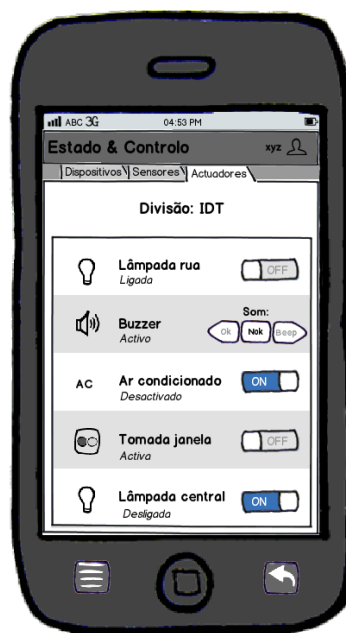 ABC 3G 04:53 PM
Estado & Controlo xyz
Dispositivos Sensores Actuadores
Divisão: IDT
Lâmpada rua OFF
Ligada
Som:
Buzzer Ok Nok Beep
Activo
Ar condicionado ON
AC
Desactivado
Tomada janela OFF
Activa
Lâmpada central ON
Desligada